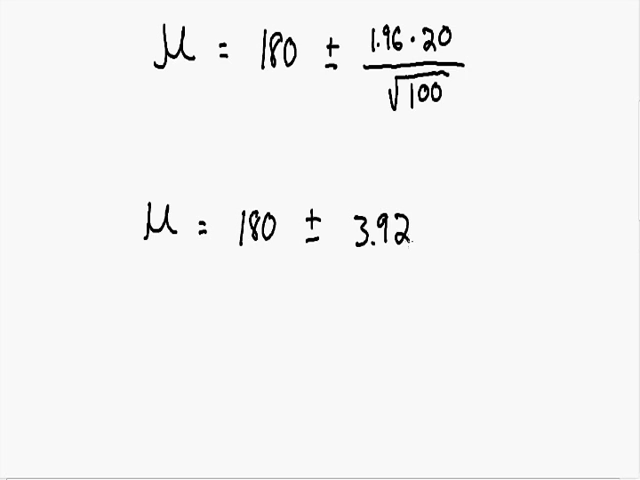 μ = 180 ± 1.96 · 20 / √100
μ = 180 ± 3.92